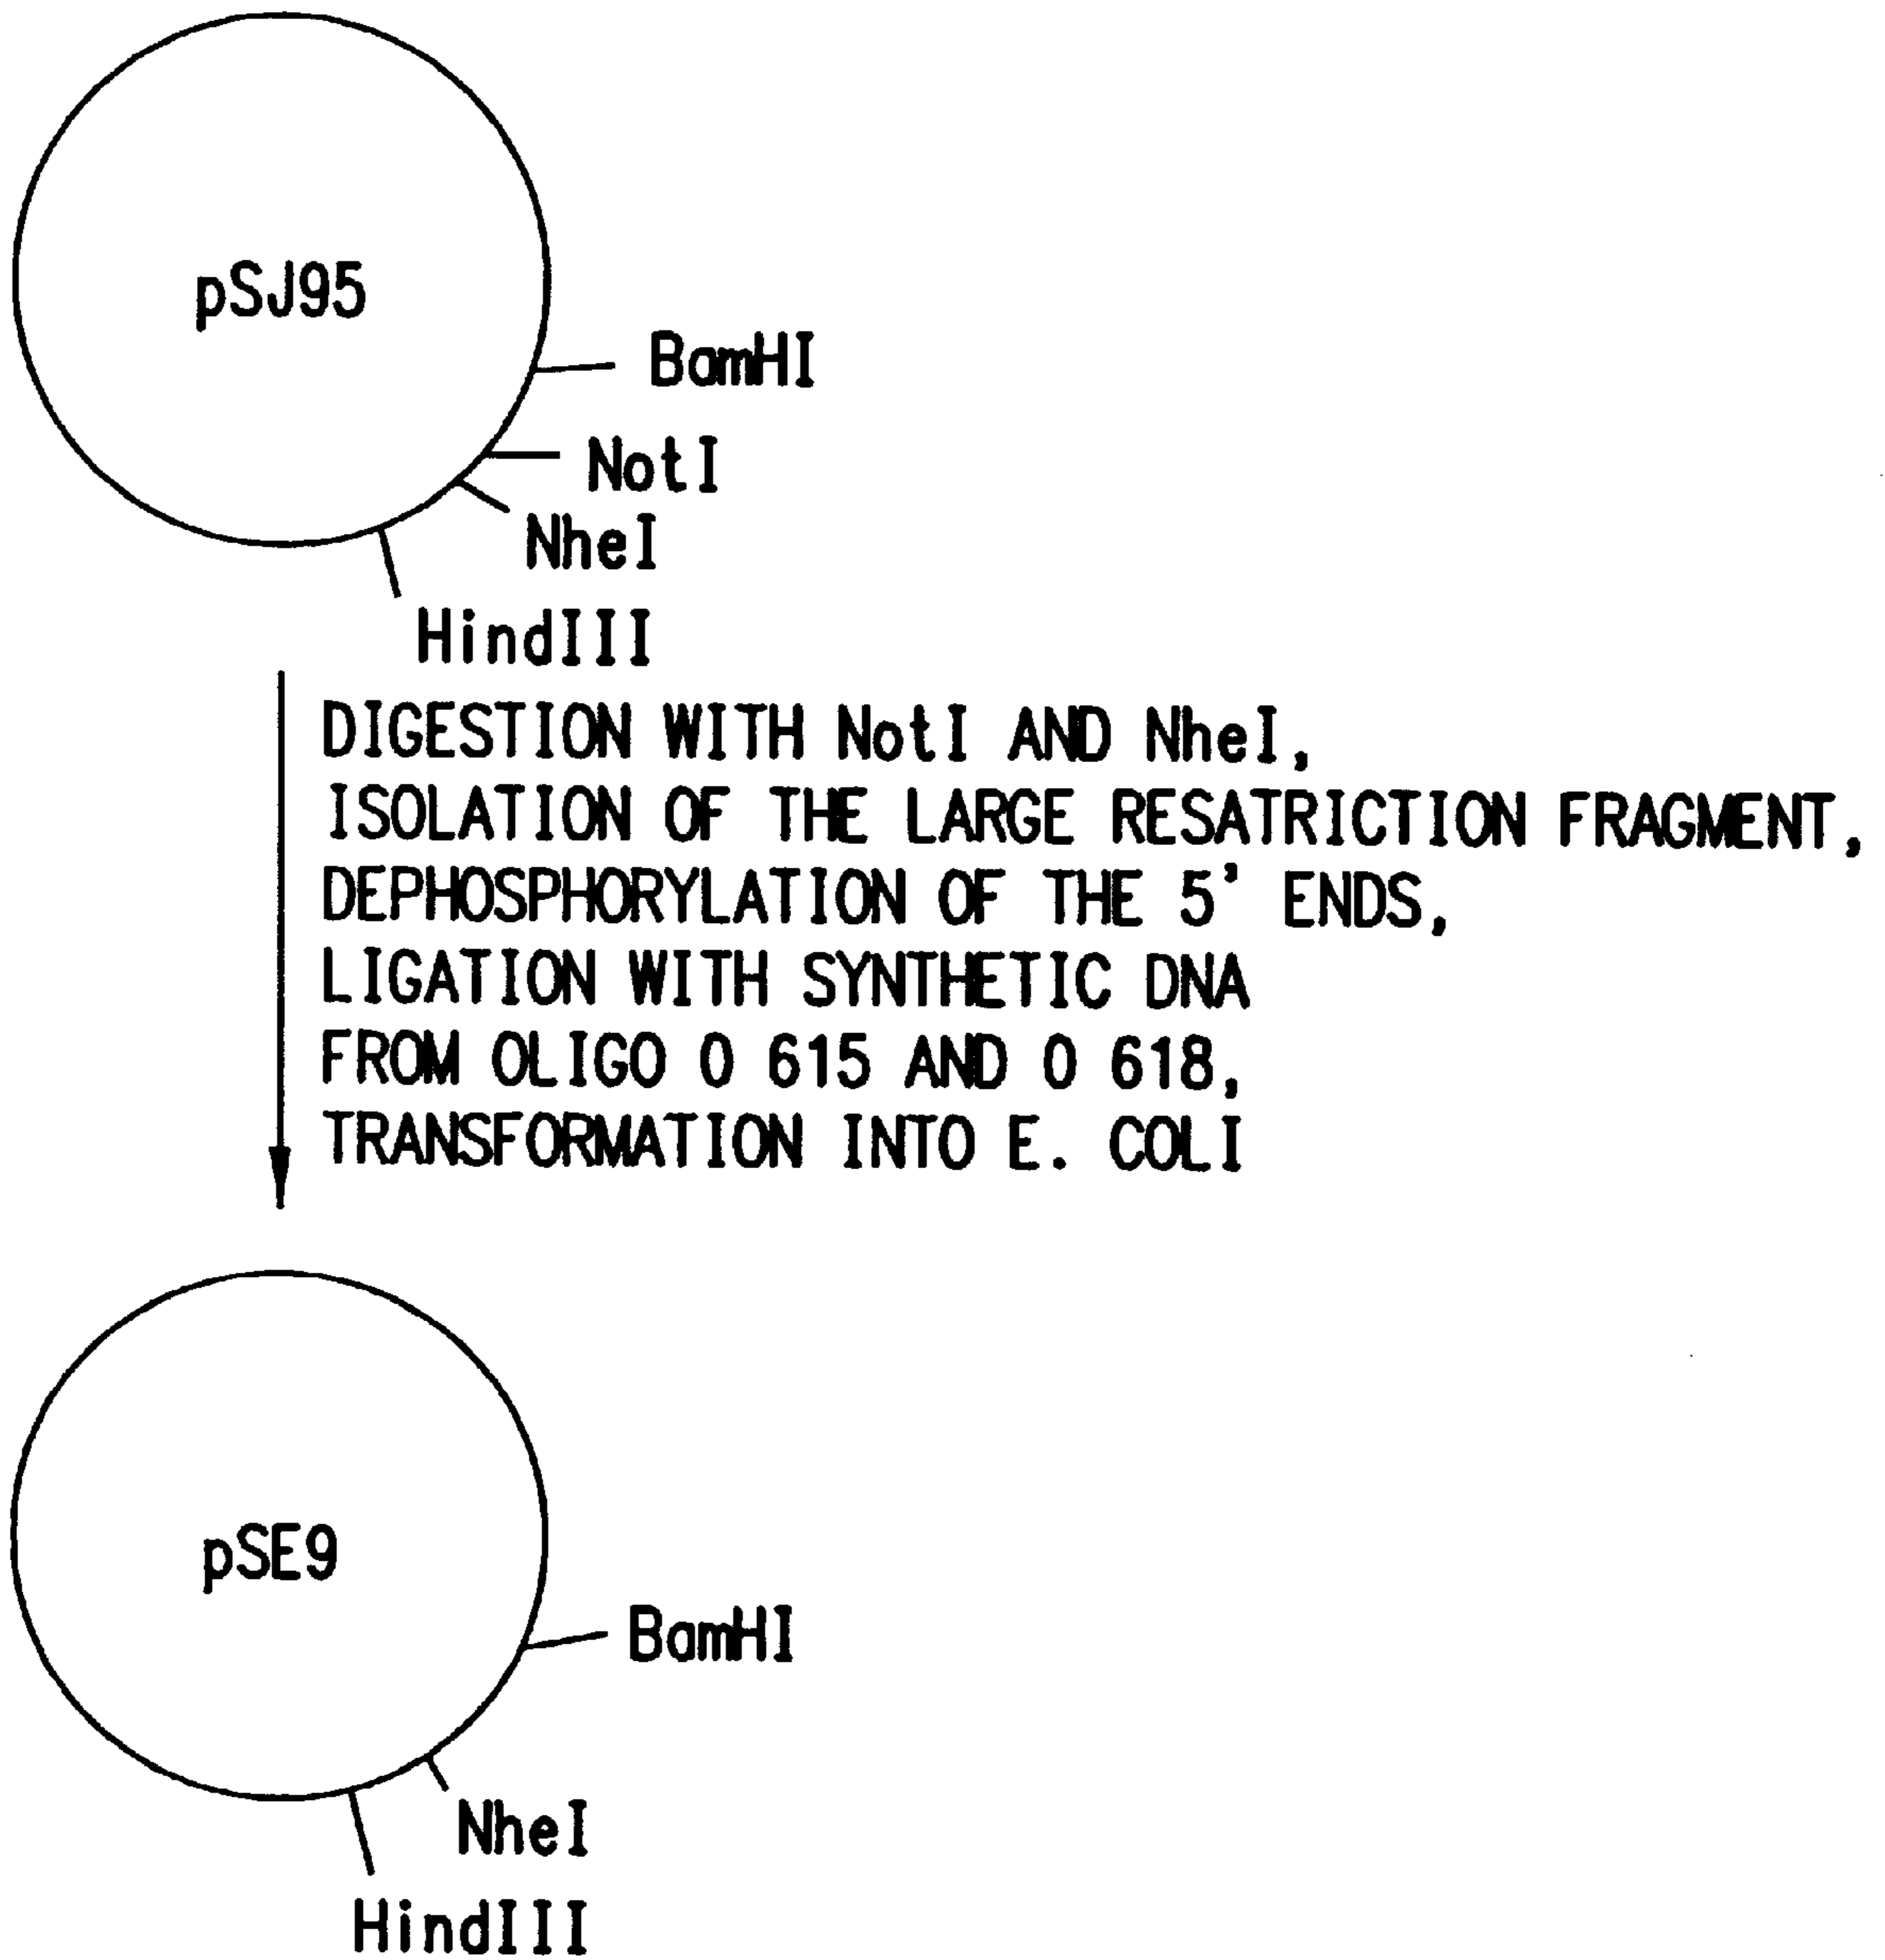 pSJ95
BamHI
NotI
NheI
HindIII
DIGESTION WITH NotI AND NheI,
ISOLATION OF THE LARGE RESATRICTION FRAGMENT,
DEPHOSPHORYLATION OF THE 5' ENDS,
LIGATION WITH SYNTHETIC DNA
FROM OLIGO 0 615 AND 0 618,
TRANSFORMATION INTO E. COLI
pSE9
BamHI
NheI
HindIII